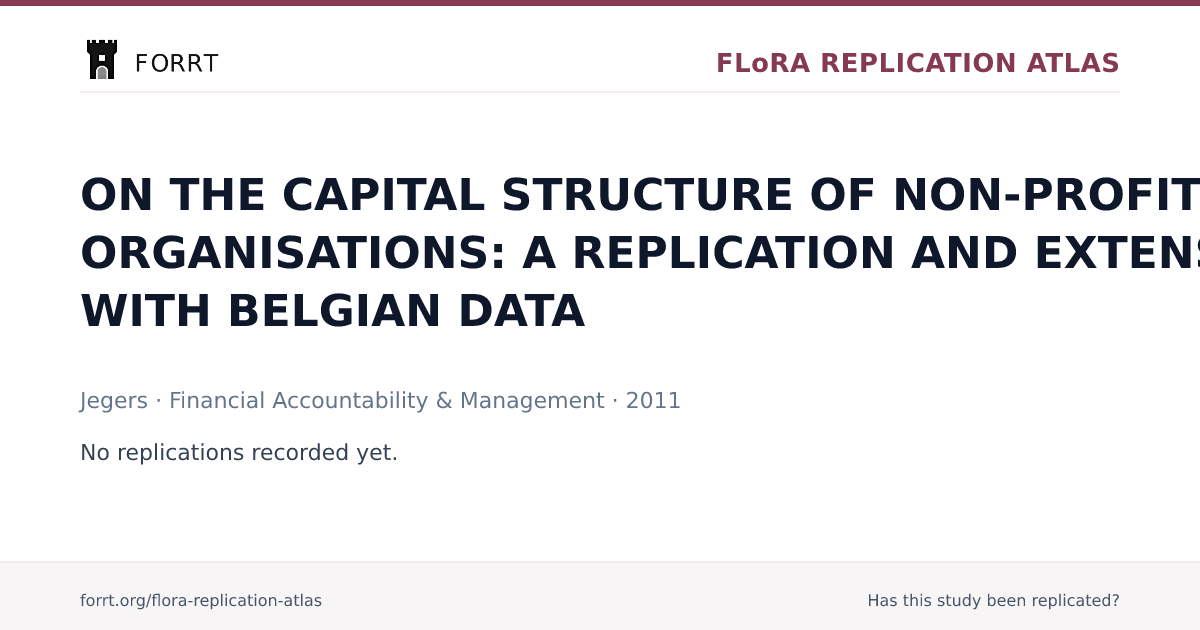 FORRT
FLoRA REPLICATION ATLAS
ON THE CAPITAL STRUCTURE OF NON-PROFIT
ORGANISATIONS: A REPLICATION AND EXTENS
WITH BELGIAN DATA
Jegers · Financial Accountability & Management · 2011
No replications recorded yet.
forrt.org/flora-replication-atlas
Has this study been replicated?